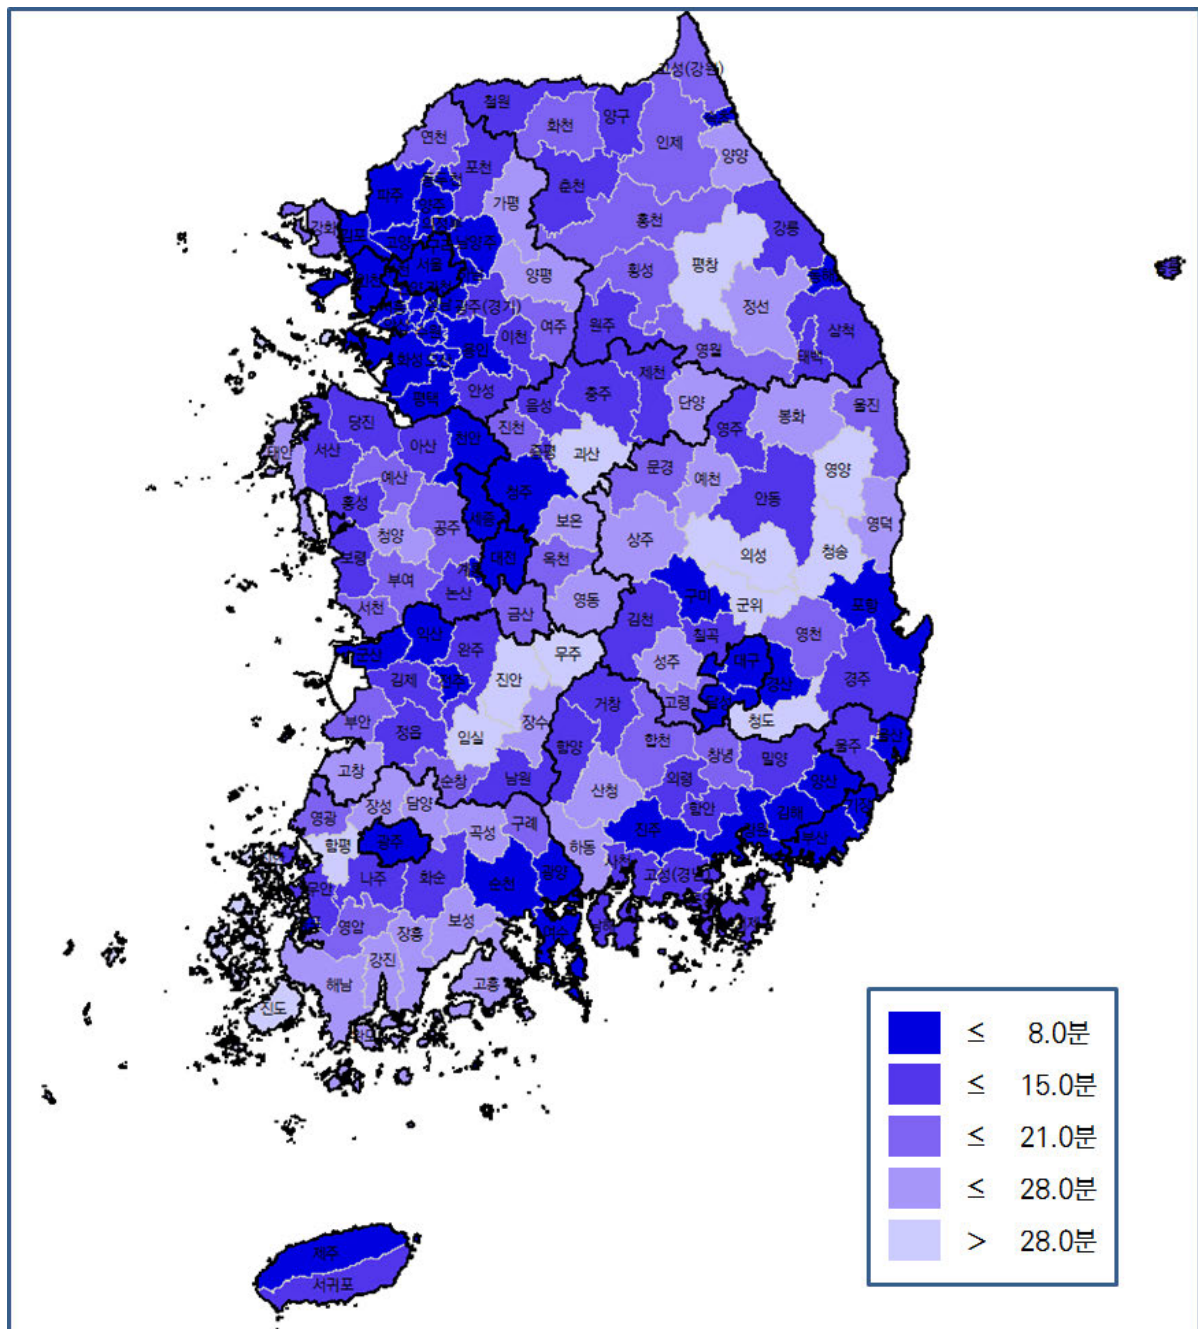 고성(강원)
철원
양구
화천
연천
인제
양양
포천
춘천
파주
가평
양주
홍천
강화
강릉
남양주
서울
평창
횡성
양평
정선
광주(경기)
여주
원주
이천
삼척
영월
용인
화성
태백
제천
안성
충주
평택
단양
음성
울진
봉화
당진
진천
영주
천안
아산
서산
증평
괴산
태안
문경
영양
예산
예천
청주
안동
홍성
세종
보은
영덕
공주
청양
상주
의성
청송
보령
대전
옥천
부여
논산
구미
영동
군위
포항
서천
금산
김천
익산
칠곡
영천
완주
군산
무주
성주
대구
진안
김제
전주
경산
경주
거창
고령
달성
부안
장수
청도
정읍
임실
합천
함양
창녕
밀양
울주
울산
고창
순창
남원
의령
양산
산청
장성
담양
함안
김해
영광
구례
곡성
진주
광주
함평
하동
부산
사천
나주
화순
순천
광양
고성(경남)
무안
영암
보성
장흥
여수
강진
해남
고흥
진도
≤ 8.0분
≤ 15.0분
≤ 21.0분
≤ 28.0분
> 28.0분
제주
서귀포